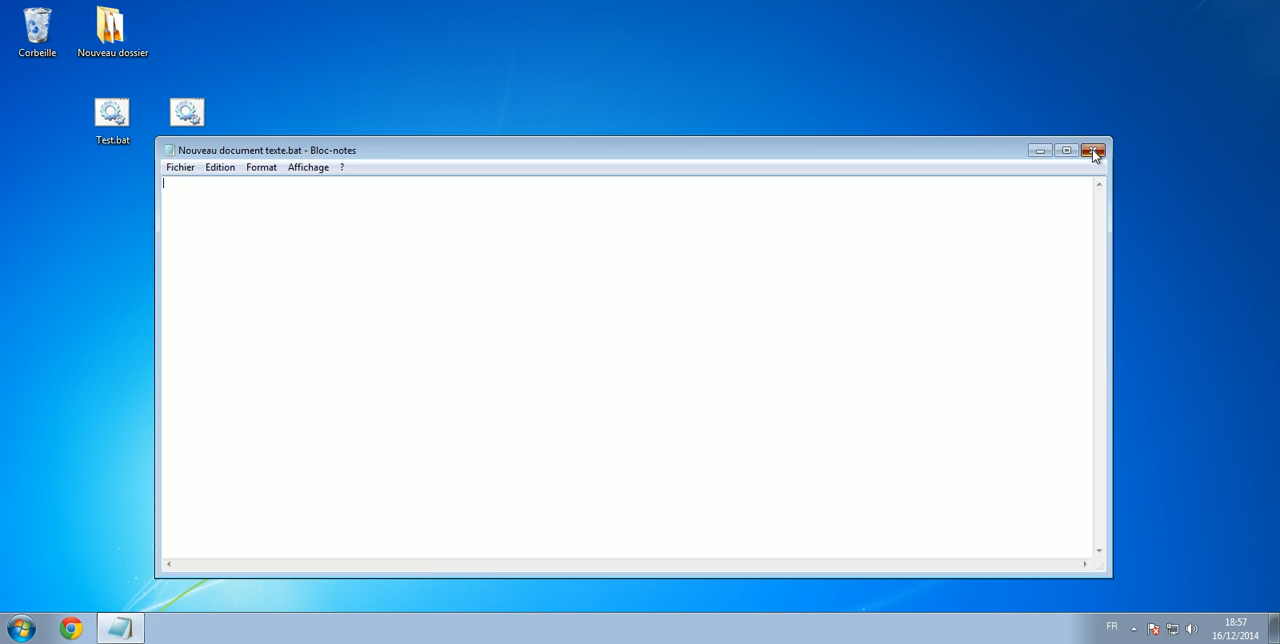 Corbeille
Nouveau dossier
Test.bat
Nouveau document texte.bat - Bloc-notes
Fichier Edition Format Affichage ?
FR
18:57
16/12/2014